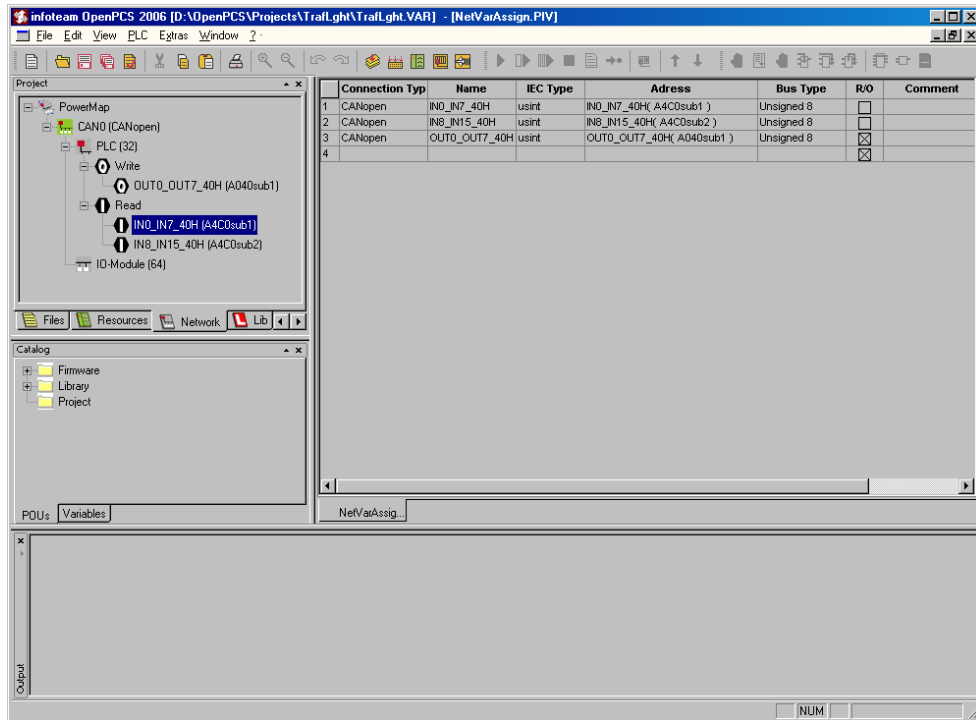 infoteam OpenPCS 2006 [D:\OpenPCS\Projects\TrafLght\TrafLght.VAR] - [NetVarAssign.PIV]
File Edit View PLC Extras Window ?
Project
PowerMap
CAN0 (CANopen)
PLC (32)
Write
OUT0_OUT7_40H (A040sub1)
Read
IN0_IN7_40H (A4C0sub1)
IN8_IN15_40H (A4C0sub2)
IO-Module (64)
Files Resources Network Lib
Catalog
Firmware
Library
Project
POUs Variables
Connection Typ Name IEC Type Adress Bus Type R/O Comment
1 CANopen IN0_IN7_40H usint IN0_IN7_40H( A4C0sub1 ) Unsigned 8
2 CANopen IN8_IN15_40H usint IN8_IN15_40H( A4C0sub2 ) Unsigned 8
3 CANopen OUT0_OUT7_40H usint OUT0_OUT7_40H( A040sub1 ) Unsigned 8
4
NetVarAssig...
Output
NUM